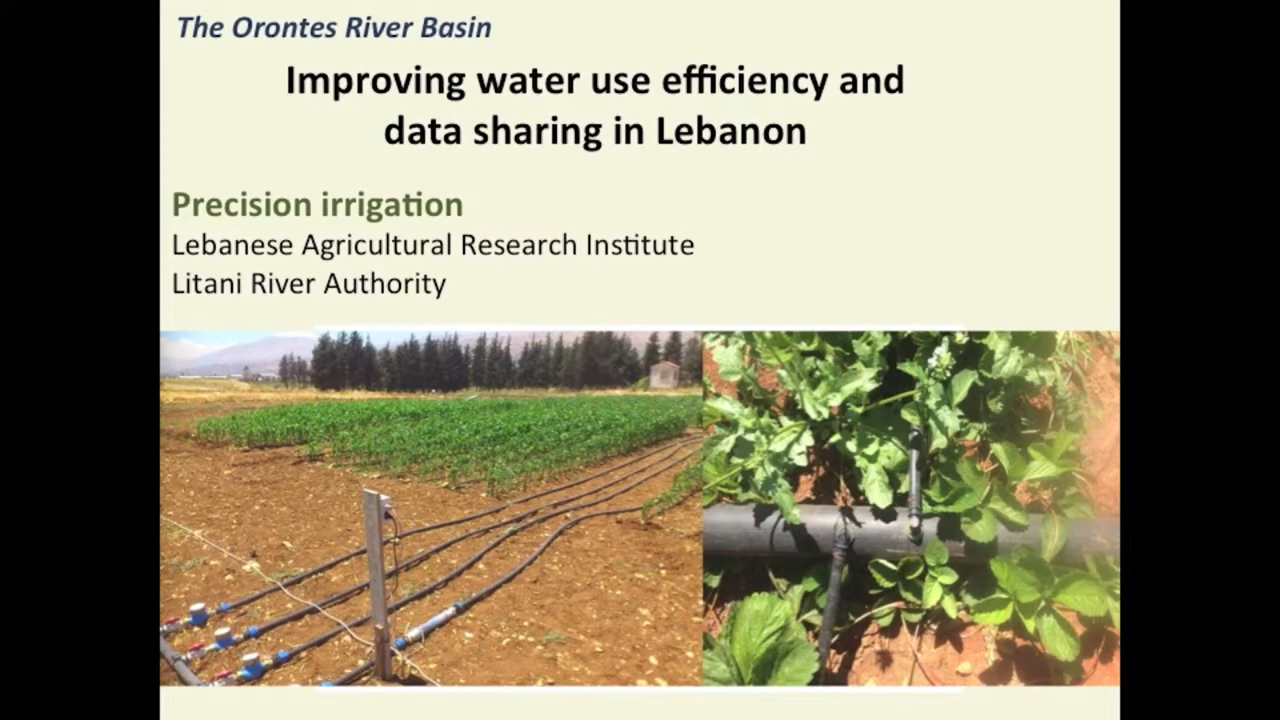 The Orontes River Basin
Improving water use efficiency and
data sharing in Lebanon
Precision irrigation
Lebanese Agricultural Research Institute
Litani River Authority